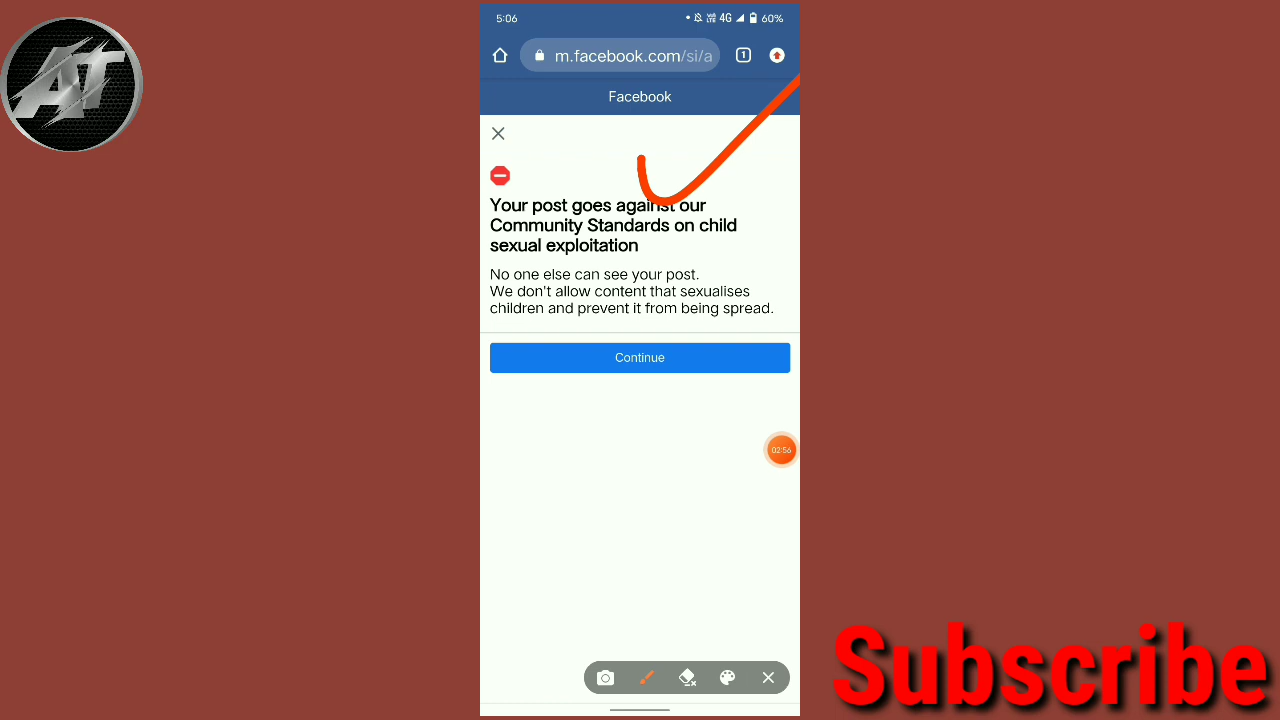 AT
5:06
4G
60%
m.facebook.com/si/a
1
Facebook
Your post goes against our
Community Standards on child
sexual exploitation
No one else can see your post.
We don't allow content that sexualises
children and prevent it from being spread.
Continue
02:56
Subscribe